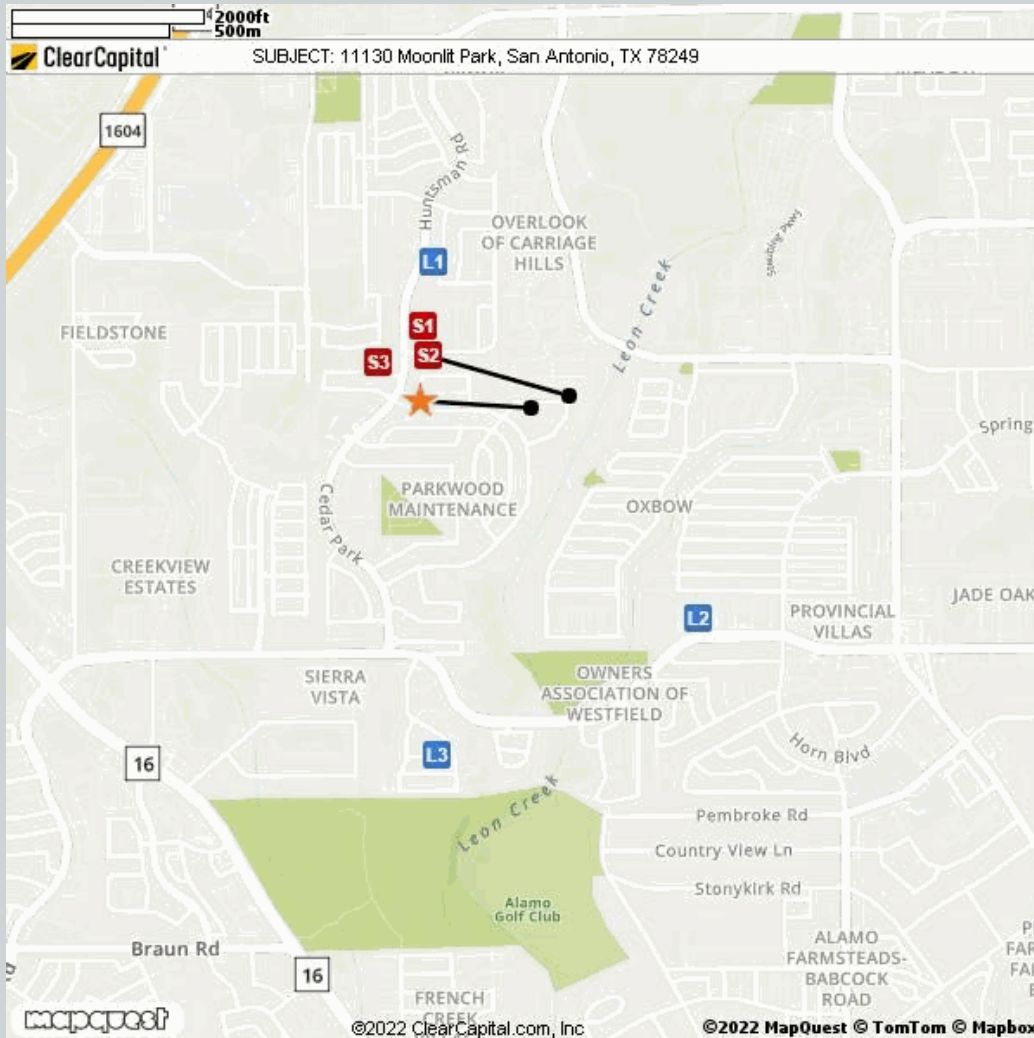 2000ft
500m
ClearCapital
SUBJECT: 11130 Moonlit Park, San Antonio, TX 78249
1604
Huntsman Rd
OVERLOOK
OF CARRIAGE
HILLS
L1
Leon Creek
FIELDSTONE
S1
S2
S3
Spring
Cedar Park
PARKWOOD
MAINTENANCE
OXBOW
CREEKVIEW
ESTATES
JADE OAK
L2
PROVINCIAL
VILLAS
SIERRA
VISTA
OWNERS
ASSOCIATION OF
WESTFIELD
16
L3
Horn Blvd
Leon Creek
Pembroke Rd
Country View Ln
Stonykirk Rd
Alamo
Golf Club
Braun Rd
16
ALAMO
FARMSTEADS-
BABCOCK
ROAD
FRENCH
CREEK
mapquest
©2022 ClearCapital.com, Inc
©2022 MapQuest © TomTom © Mapbox